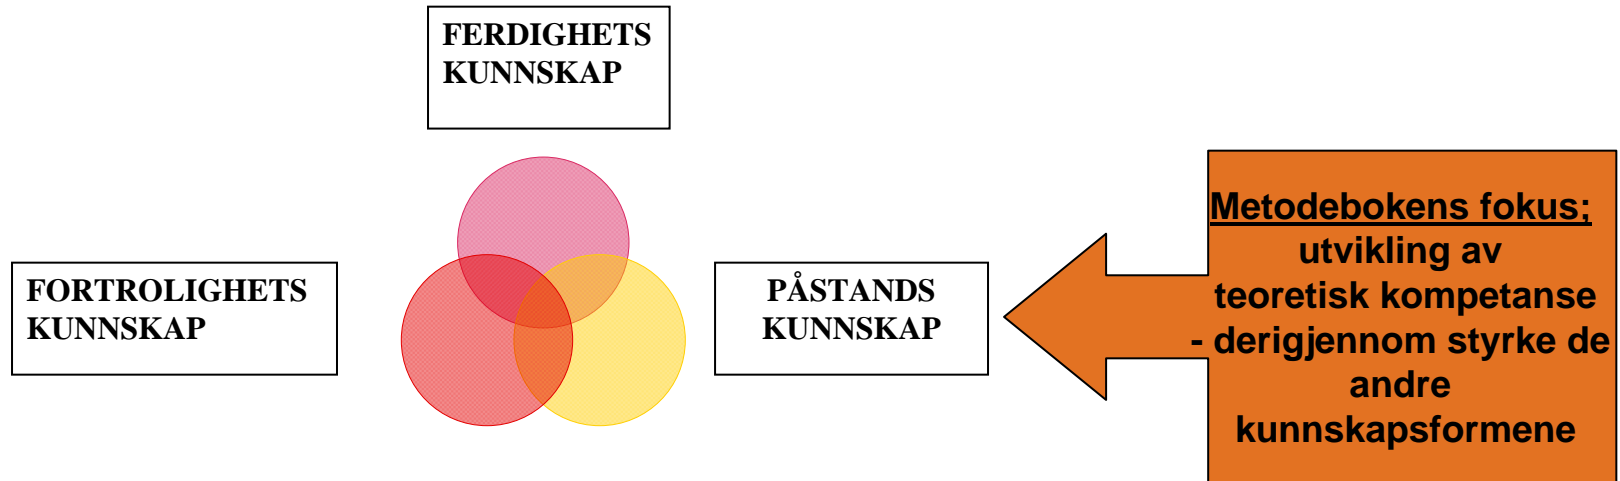 FERDIGHETS
KUNNSKAP
FORTROLIGHETS
KUNNSKAP
PÅSTANDS
KUNNSKAP
Metodebokens fokus;
utvikling av
teoretisk kompetanse
- derigjennom styrke de
andre
kunnskapsformene